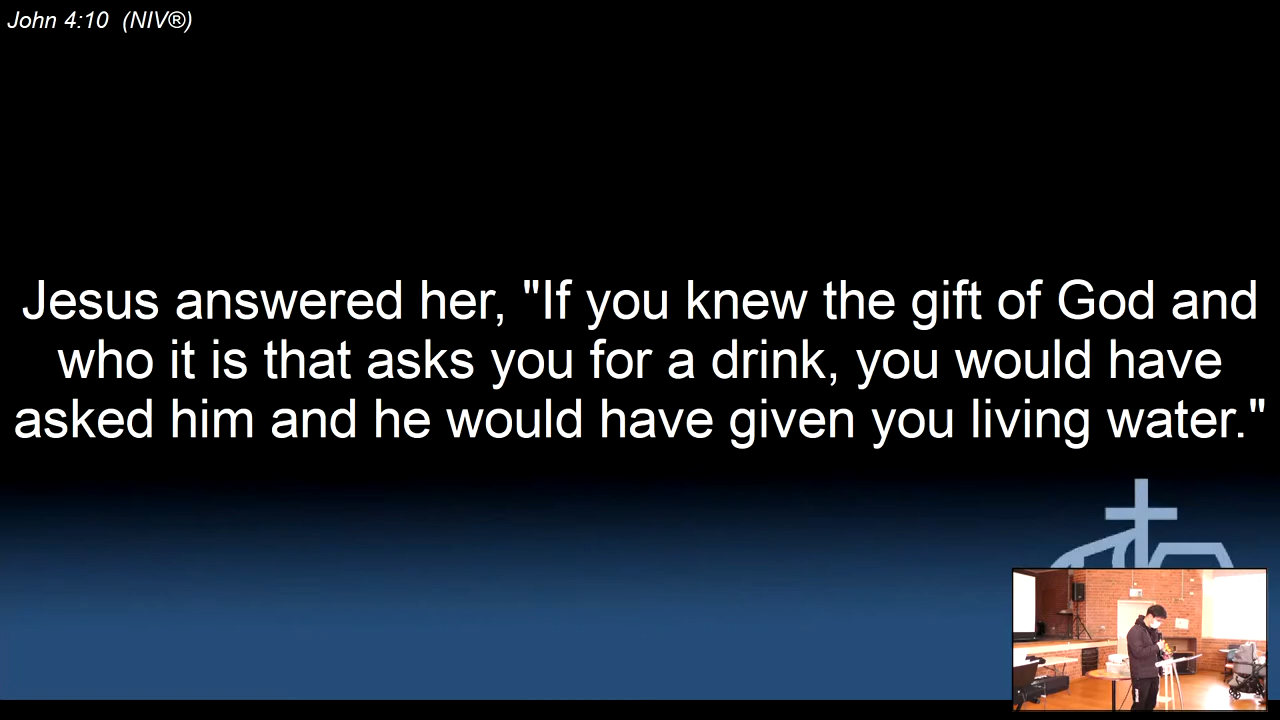 John 4:10  (NIV®)
Jesus answered her, "If you knew the gift of God and
who it is that asks you for a drink, you would have
asked him and he would have given you living water."